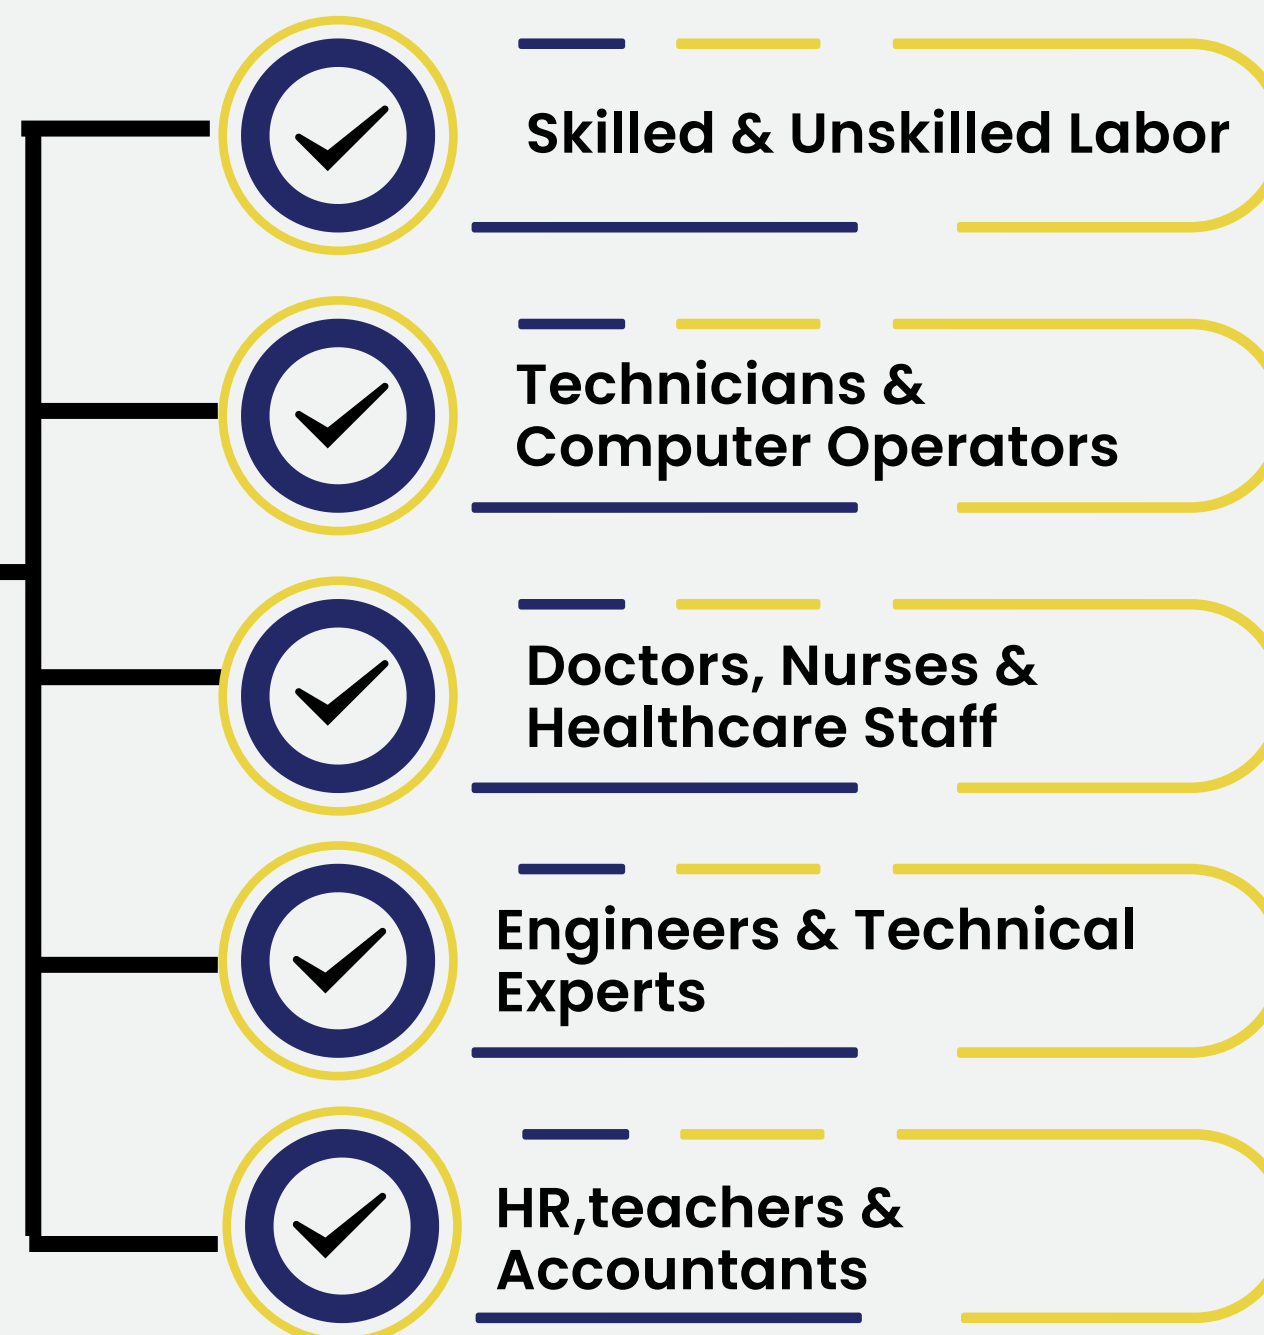 Skilled & Unskilled Labor
Technicians &
Computer Operators
Doctors, Nurses &
Healthcare Staff
Engineers & Technical
Experts
HR,teachers &
Accountants